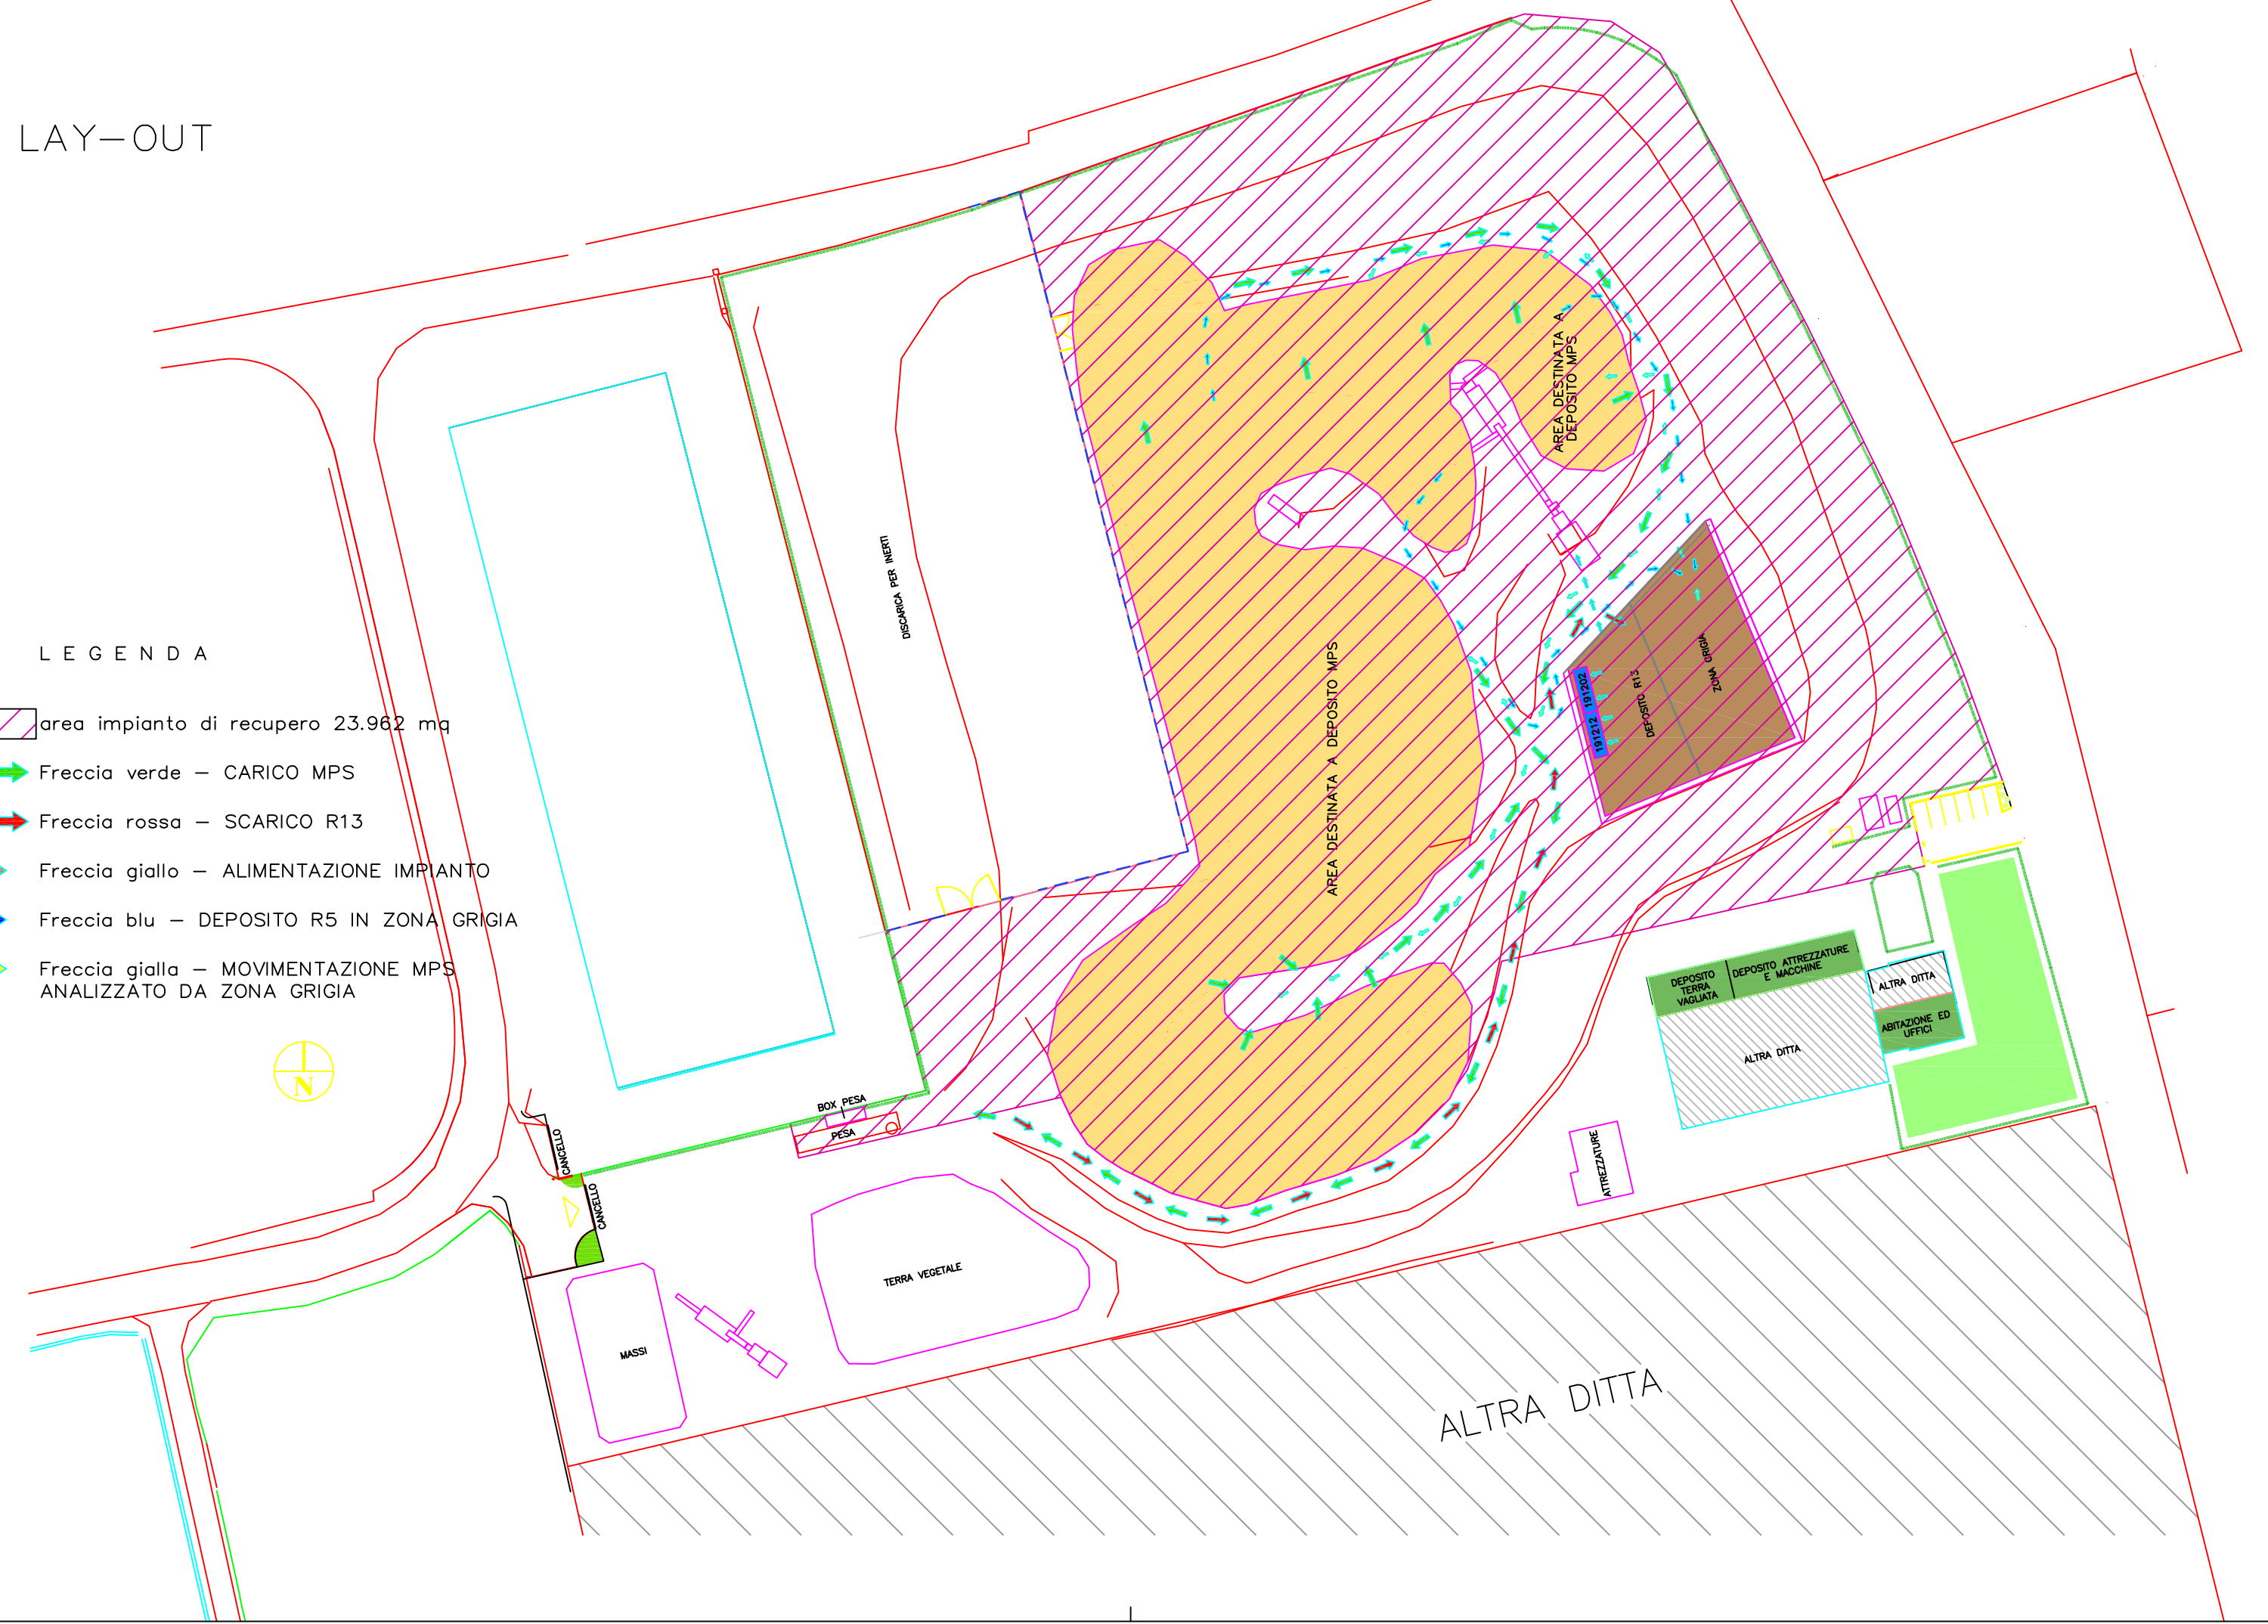 LAY-OUT
LEGENDA
area impianto di recupero 23.962 mq
Freccia verde - CARICO MPS
Freccia rossa - SCARICO R13
Freccia giallo - ALIMENTAZIONE IMPIANTO
Freccia blu - DEPOSITO R5 IN ZONA GRIGIA
Freccia gialla - MOVIMENTAZIONE MPS
ANALIZZATO DA ZONA GRIGIA
N
DISCARICA PER INERTI
AREA DESTINATA A
DEPOSITO MPS
AREA DESTINATA A DEPOSITO MPS
191212 191202
DEPOSITO R13
ZONA GRIGIA
DEPOSITO
TERRA
VAGLIATA
DEPOSITO ATTREZZATURE
E MACCHINE
ALTRA DITTA
ABITAZIONE ED
UFFICI
ALTRA DITTA
BOX PESA
PESA
CANCELLO
CANCELLO
ATTREZZATURE
TERRA VEGETALE
MASSI
ALTRA DITTA